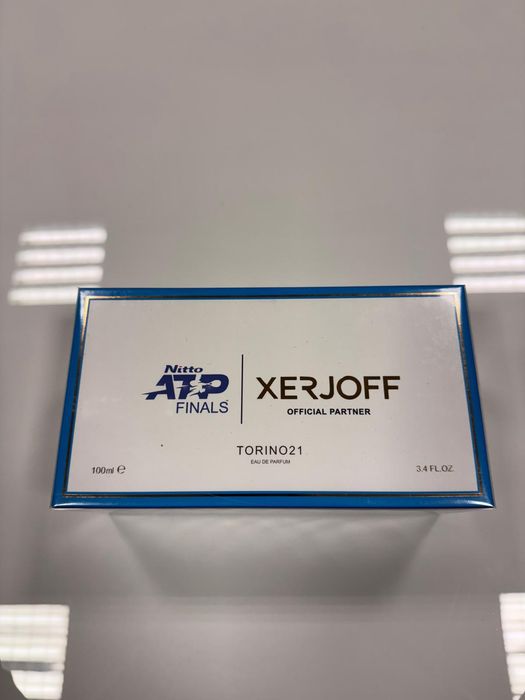 Nitto
ATP
FINALS
XERJOFF
OFFICIAL PARTNER
TORINO21
EAU DE PARFUM
100ml ℮
3.4 FL.OZ.